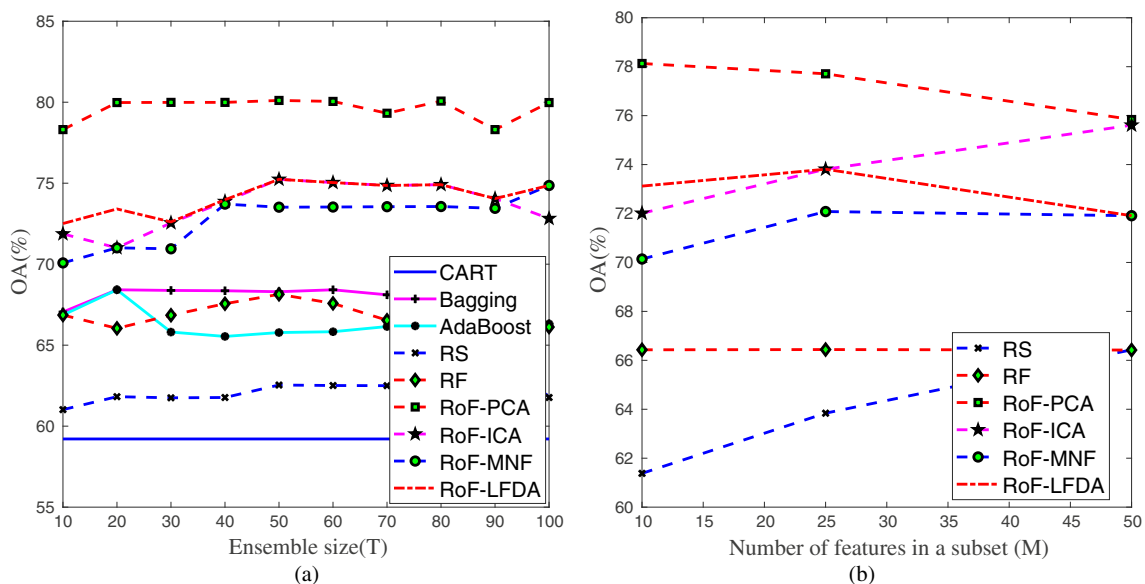 85
80
75
70
65
60
55
OA(%)
10 20 30 40 50 60 70 80 90 100
Ensemble size(T)
CART
Bagging
AdaBoost
RS
RF
RoF-PCA
RoF-ICA
RoF-MNF
RoF-LFDA
(a)
80
78
76
74
72
70
68
66
64
62
60
OA(%)
10 15 20 25 30 35 40 45 50
Number of features in a subset (M)
RS
RF
RoF-PCA
RoF-ICA
RoF-MNF
RoF-LFDA
(b)